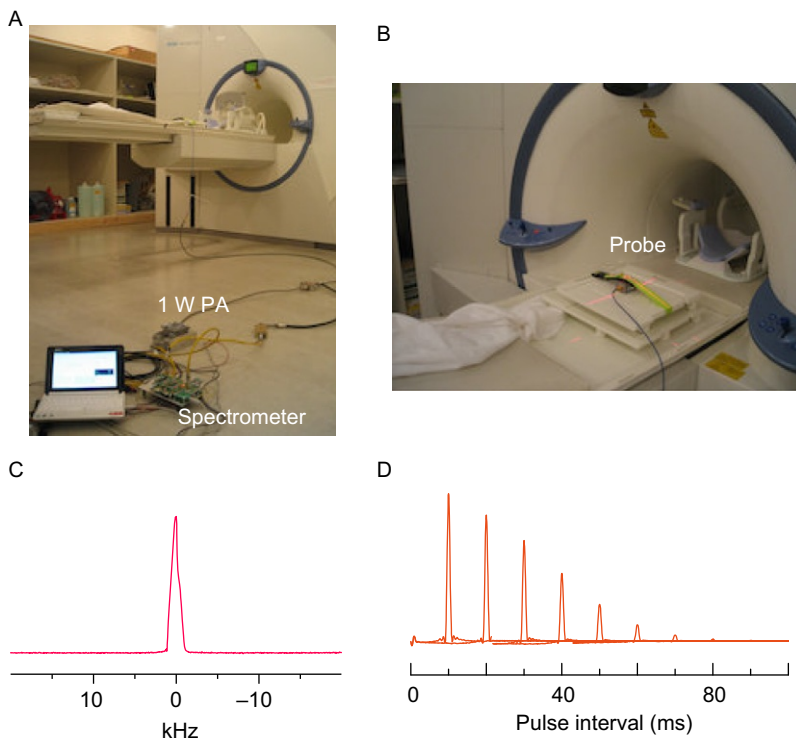 A
B
Probe
1 W PA
Spectrometer
C
D
10
0
–10
kHz
0
40
80
Pulse interval (ms)